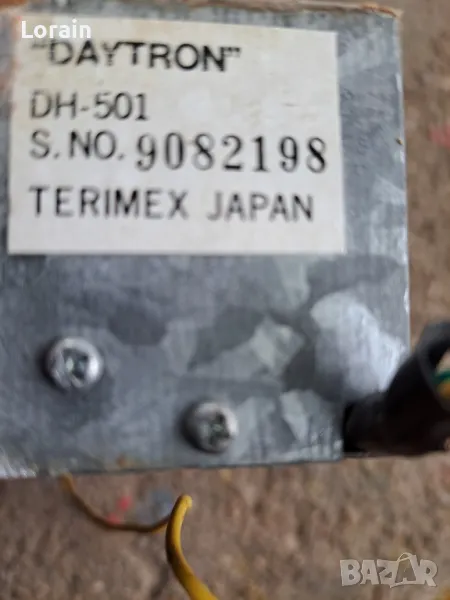 Lorain
"DAYTRON"
DH-501
S.NO. 9082198
TERIMEX JAPAN
BAZAR